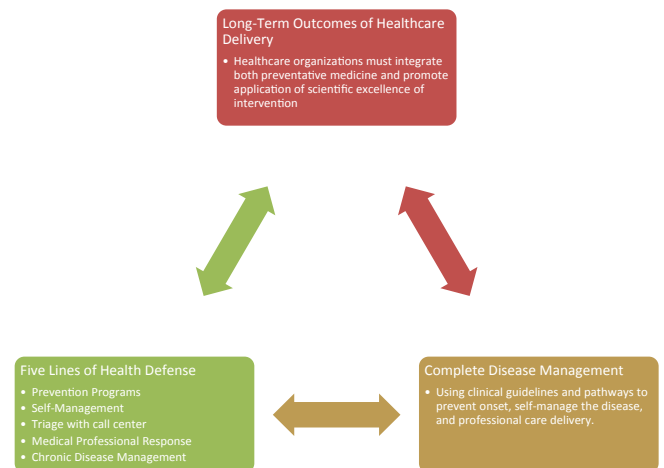 Long-Term Outcomes of Healthcare
Delivery
• Healthcare organizations must integrate
both preventative medicine and promote
application of scientific excellence of
intervention
Five Lines of Health Defense
• Prevention Programs
• Self-Management
• Triage with call center
• Medical Professional Response
• Chronic Disease Management
Complete Disease Management
• Using clinical guidelines and pathways to
prevent onset, self-manage the disease,
and professional care delivery.